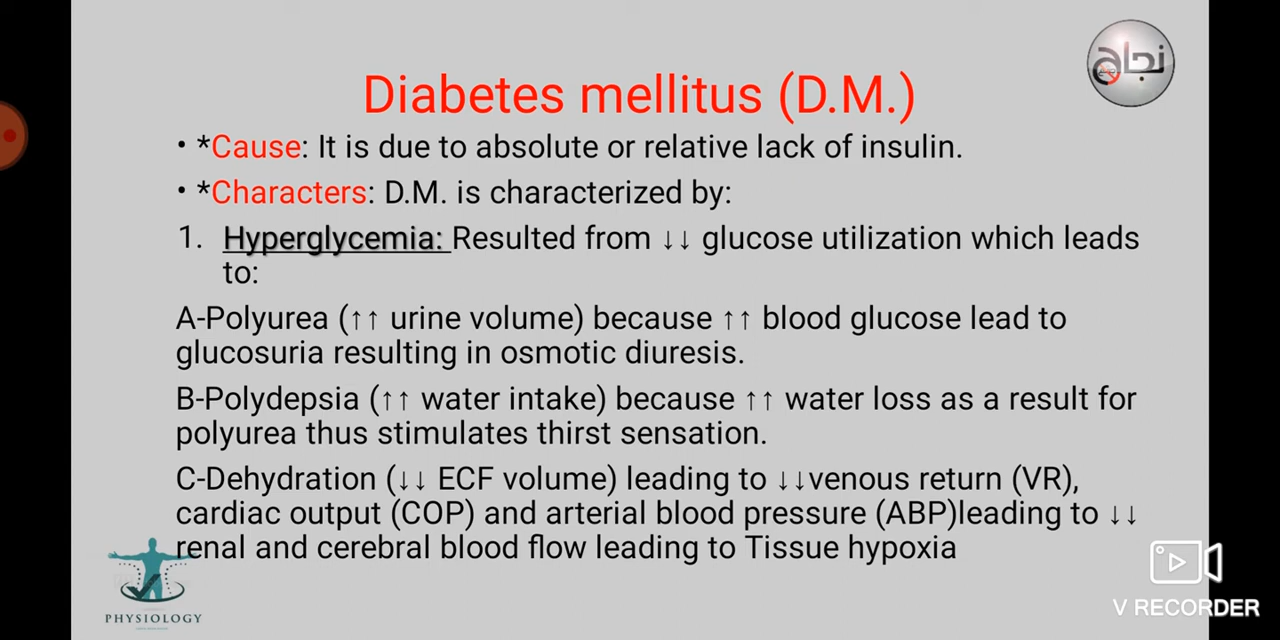 Diabetes mellitus (D.M.)
• *Cause: It is due to absolute or relative lack of insulin.
• *Characters: D.M. is characterized by:
1. Hyperglycemia: Resulted from ↓↓ glucose utilization which leads
to:
A-Polyurea (↑↑ urine volume) because ↑↑ blood glucose lead to
glucosuria resulting in osmotic diuresis.
B-Polydepsia (↑↑ water intake) because ↑↑ water loss as a result for
polyurea thus stimulates thirst sensation.
C-Dehydration (↓↓ ECF volume) leading to ↓↓venous return (VR),
cardiac output (COP) and arterial blood pressure (ABP)leading to ↓↓
renal and cerebral blood flow leading to Tissue hypoxia
PHYSIOLOGY
V RECORDER